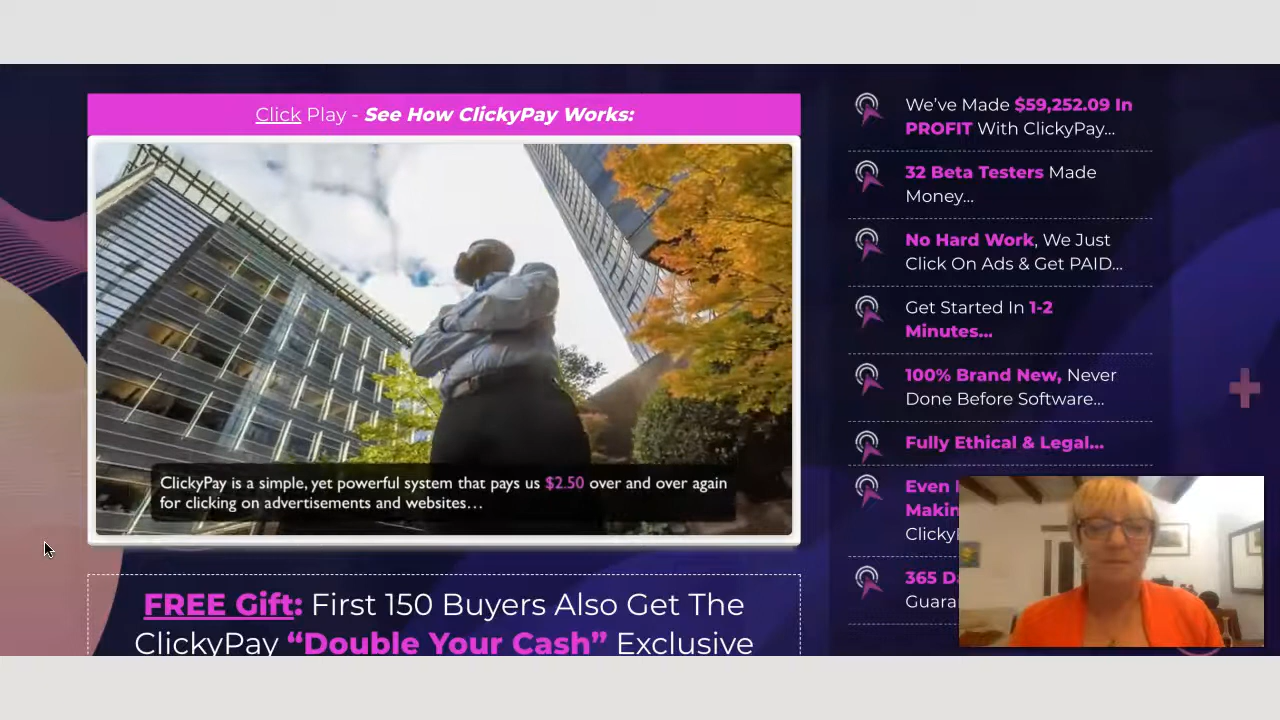 Click Play - See How ClickyPay Works:
ClickyPay is a simple, yet powerful system that pays us $2.50 over and over again
for clicking on advertisements and websites...
FREE Gift: First 150 Buyers Also Get The
ClickyPay “Double Your Cash” Exclusive
We’ve Made $59,252.09 In
PROFIT With ClickyPay...
32 Beta Testers Made
Money...
No Hard Work, We Just
Click On Ads & Get PAID...
Get Started In 1-2
Minutes...
100% Brand New, Never
Done Before Software...
Fully Ethical & Legal...
Even
365